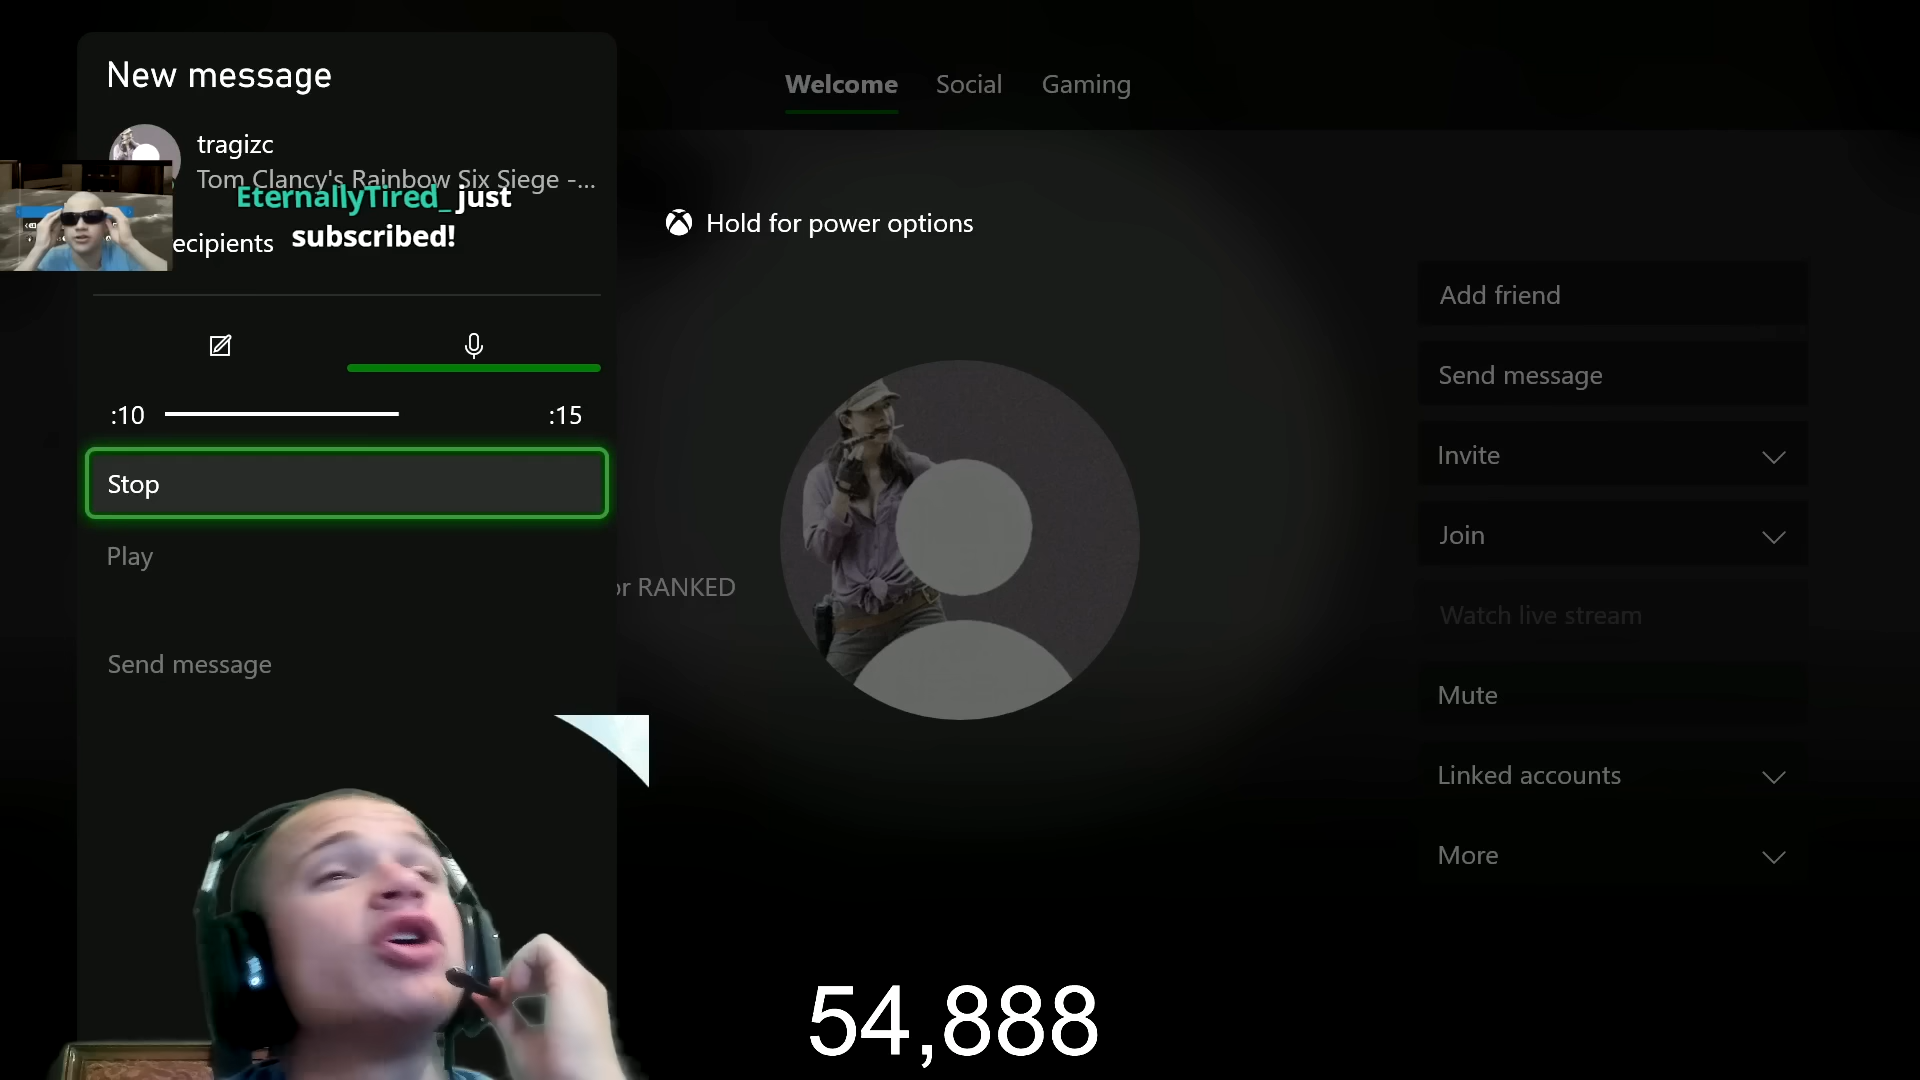 New message
Welcome Social Gaming
tragizc
Tom Clancy's Rainbow Six Siege -...
EternallyTired_ just
subscribed!
ecipients
Hold for power options
:10 :15
Stop
Play
or RANKED
Send message
Add friend
Send message
Invite
Join
Watch live stream
Mute
Linked accounts
More
54,888